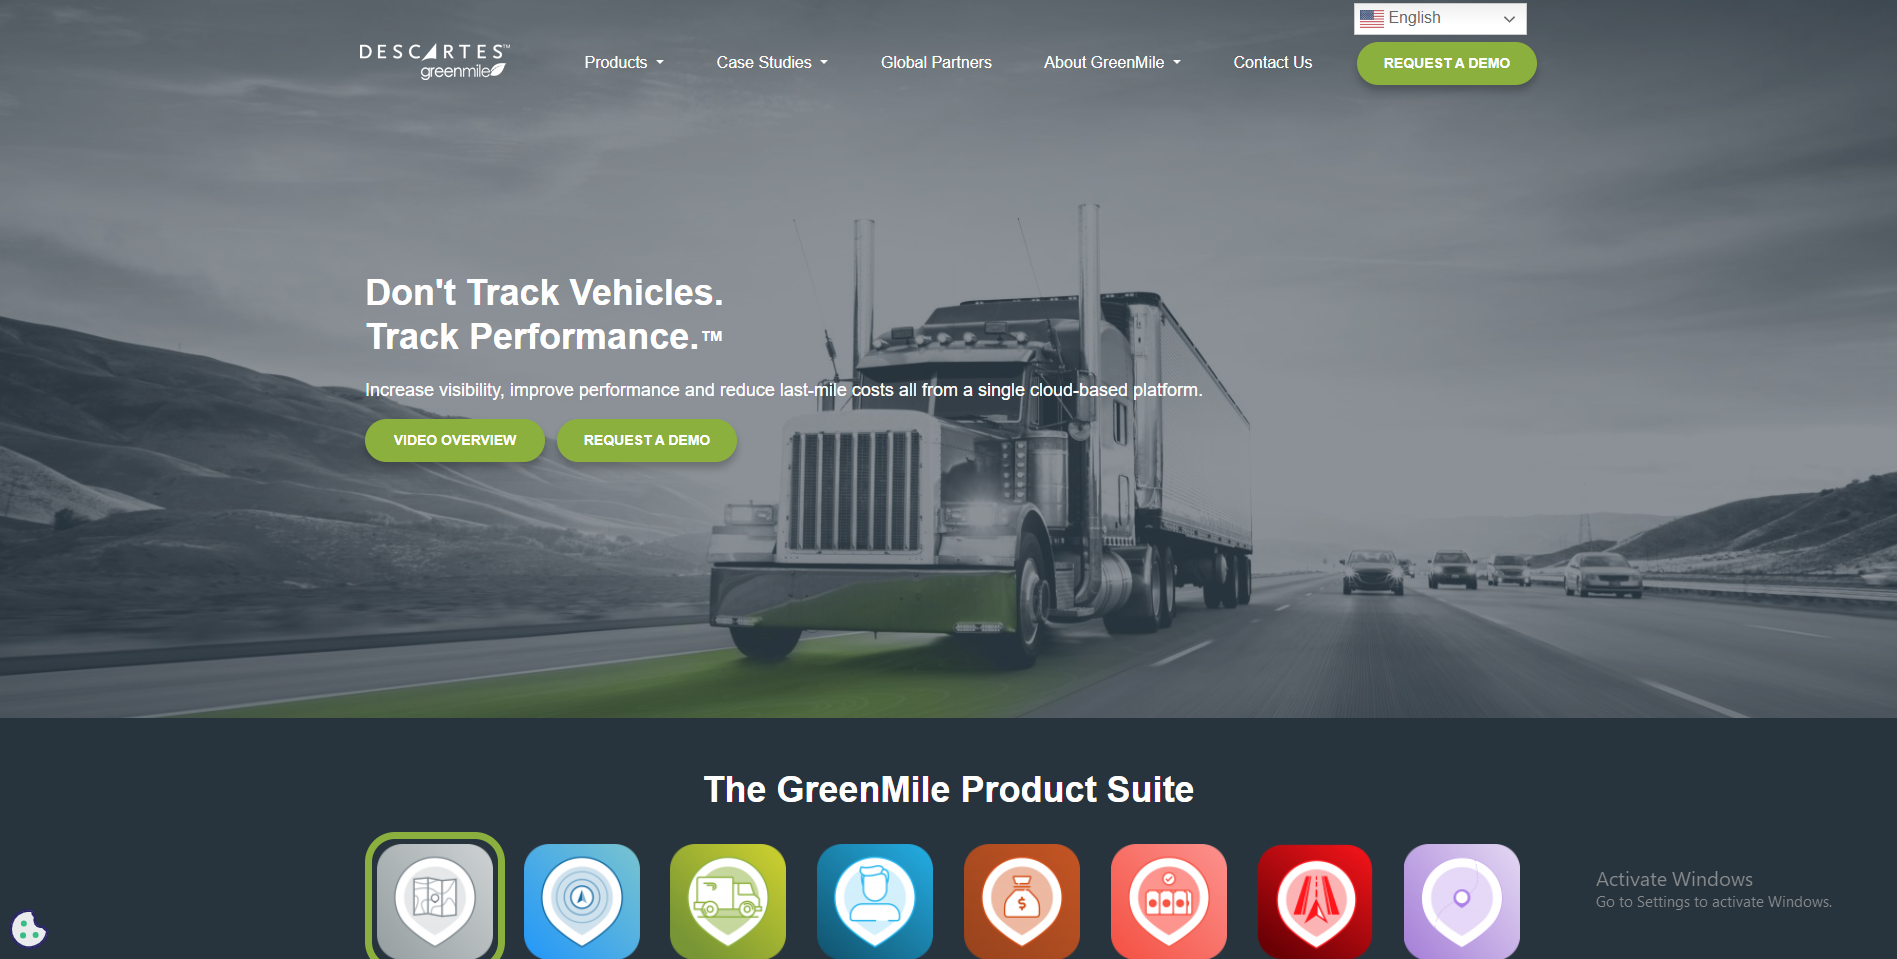 English
DESCARTES™
greenmile
Products
Case Studies
Global Partners
About GreenMile
Contact Us
REQUEST A DEMO
Don't Track Vehicles.
Track Performance.™
Increase visibility, improve performance and reduce last-mile costs all from a single cloud-based platform.
VIDEO OVERVIEW
REQUEST A DEMO
The GreenMile Product Suite
$
Activate Windows
Go to Settings to activate Windows.